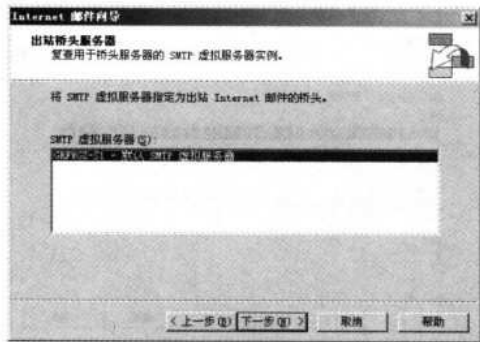 Internet 邮件向导
出站桥头服务器
复查用于桥头服务器的 SMTP 虚拟服务器实例。
将 SMTP 虚拟服务器指定为出站 Internet 邮件的桥头。
SMTP 虚拟服务器(S):
- 默认 SMTP 虚拟服务器
<上一步(B)
下一步(N) >
取消
帮助